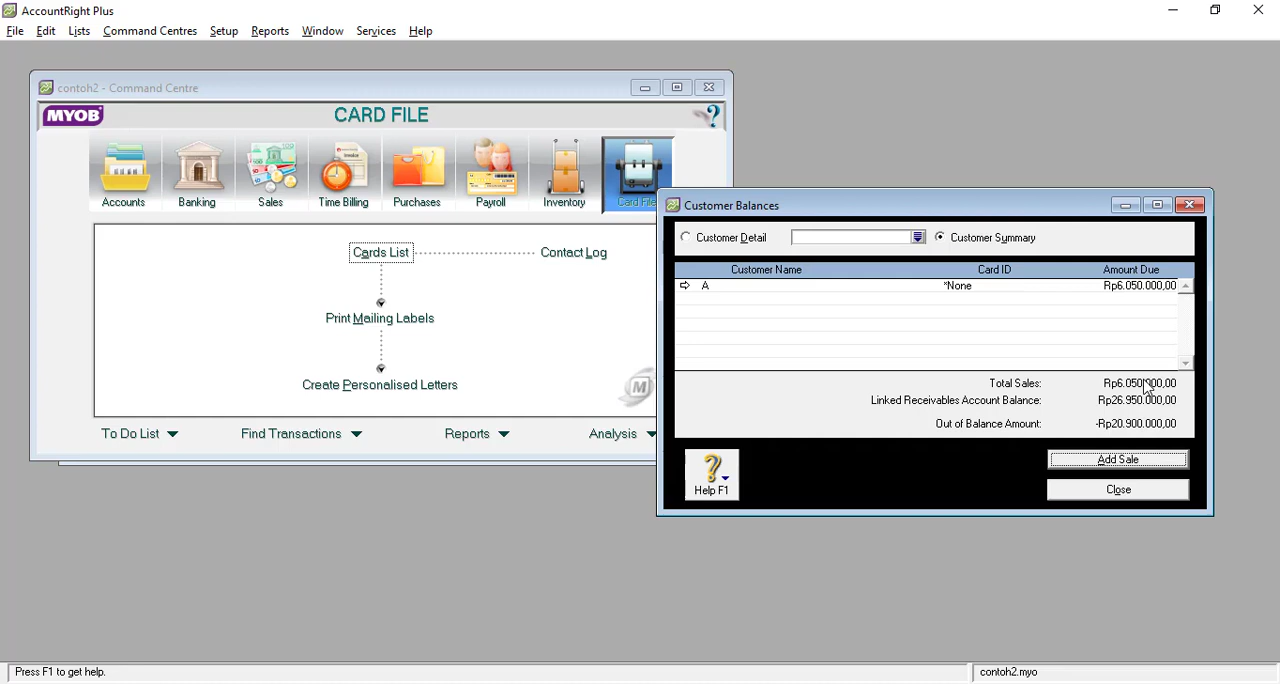 AccountRight Plus
File Edit Lists Command Centres Setup Reports Window Services Help
contoh2 - Command Centre
MYOB CARD FILE
Accounts Banking Sales Time Billing Purchases Payroll Inventory Card File
Cards List Contact Log
Print Mailing Labels
Create Personalised Letters
To Do List Find Transactions Reports Analysis
Customer Balances
Customer Detail Customer Summary
Customer Name Card ID Amount Due
A *None Rp6.050.000,00
Total Sales: Rp6.050.000,00
Linked Receivables Account Balance: Rp26.950.000,00
Out of Balance Amount: -Rp20.900.000,00
Add Sale
Help F1 Close
Press F1 to get help. contoh2.myo